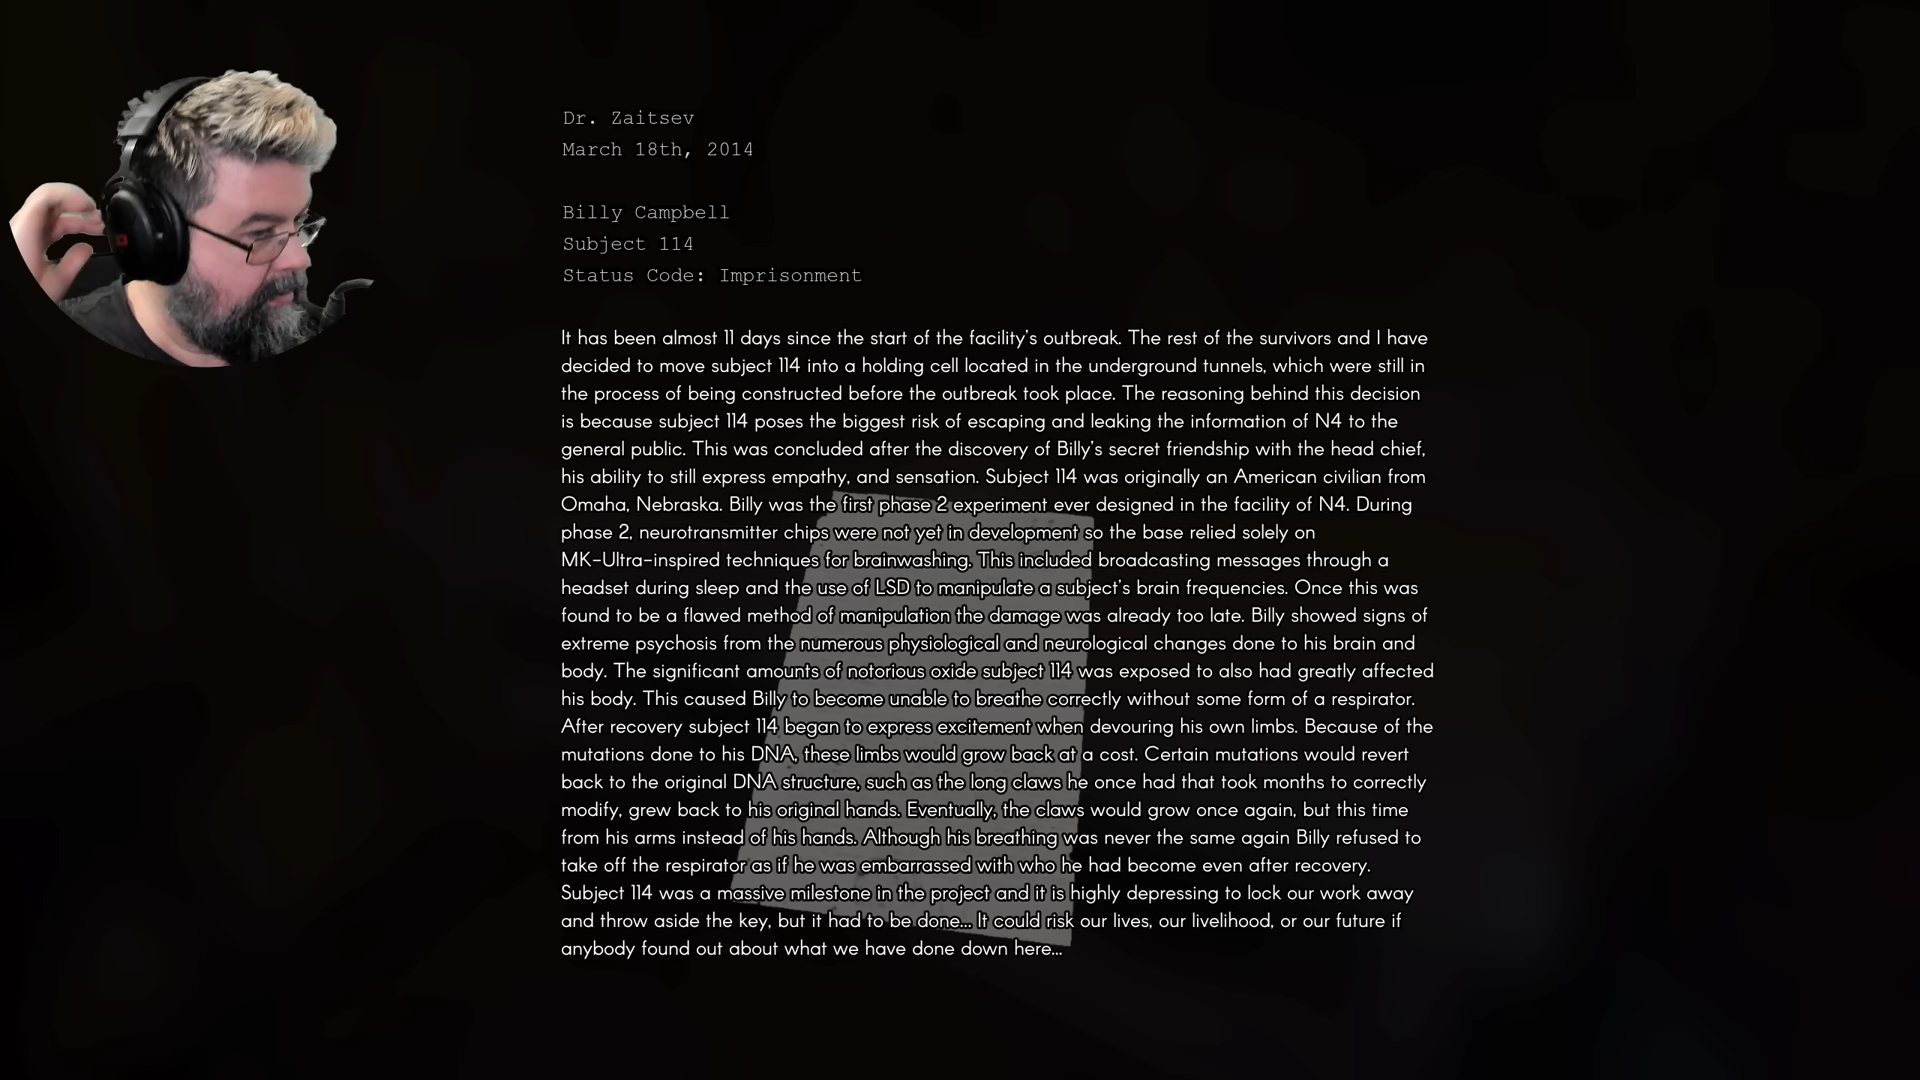 Dr. Zaitsev
March 18th, 2014
Billy Campbell
Subject 114
Status Code: Imprisonment
It has been almost 11 days since the start of the facility's outbreak. The rest of the survivors and I have
decided to move subject 114 into a holding cell located in the underground tunnels, which were still in
the process of being constructed before the outbreak took place. The reasoning behind this decision
is because subject 114 poses the biggest risk of escaping and leaking the information of N4 to the
general public. This was concluded after the discovery of Billy's secret friendship with the head chief,
his ability to still express empathy, and sensation. Subject 114 was originally an American civilian from
Omaha, Nebraska. Billy was the first phase 2 experiment ever designed in the facility of N4. During
phase 2, neurotransmitter chips were not yet in development so the base relied solely on
MK-Ultra-inspired techniques for brainwashing. This included broadcasting messages through a
headset during sleep and the use of LSD to manipulate a subject's brain frequencies. Once this was
found to be a flawed method of manipulation the damage was already too late. Billy showed signs of
extreme psychosis from the numerous physiological and neurological changes done to his brain and
body. The significant amounts of notorious oxide subject 114 was exposed to also had greatly affected
his body. This caused Billy to become unable to breathe correctly without some form of a respirator.
After recovery subject 114 began to express excitement when devouring his own limbs. Because of the
mutations done to his DNA, these limbs would grow back at a cost. Certain mutations would revert
back to the original DNA structure, such as the long claws he once had that took months to correctly
modify, grew back to his original hands. Eventually, the claws would grow once again, but this time
from his arms instead of his hands. Although his breathing was never the same again Billy refused to
take off the respirator as if he was embarrassed with who he had become even after recovery.
Subject 114 was a massive milestone in the project and it is highly depressing to lock our work away
and throw aside the key, but it had to be done... It could risk our lives, our livelihood, or our future if
anybody found out about what we have done down here...